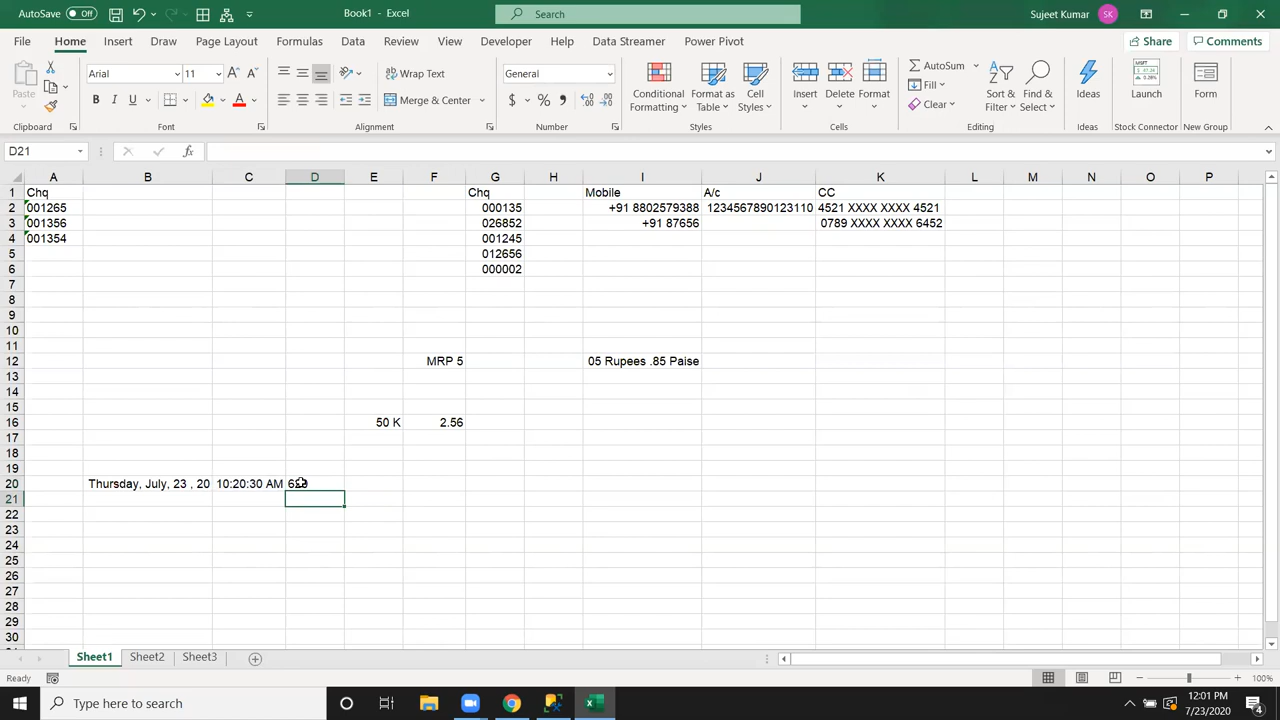 AutoSave Off Book1 - Excel Search Sujeet Kumar SK
File Home Insert Draw Page Layout Formulas Data Review View Developer Help Data Streamer Power Pivot Share Comments
Paste Arial 11 Wrap Text General Conditional Formatting Format as Table Cell Styles Insert Delete Format AutoSum Fill Clear Sort & Filter Find & Select Ideas Launch Form
B I U A Merge & Center $ % ,
Clipboard Font Alignment Number Styles Cells Editing Ideas Stock Connector New Group
D21 fx
A B C D E F G H I J K L M N O P
1 Chq Chq Mobile A/c CC
2 001265 000135 +91 8802579388 1234567890123110 4521 XXXX XXXX 4521
3 001356 026852 +91 87656 0789 XXXX XXXX 6452
4 001354 001245
5 012656
6 000002
7
8
9
10
11
12 MRP 5 05 Rupees .85 Paise
13
14
15
16 50 K 2.56
17
18
19
20 Thursday, July, 23 , 20 10:20:30 AM
21
22
23
24
25
26
27
28
29
30
Sheet1 Sheet2 Sheet3
Ready 100%
Type here to search 12:01 PM
7/23/2020 4